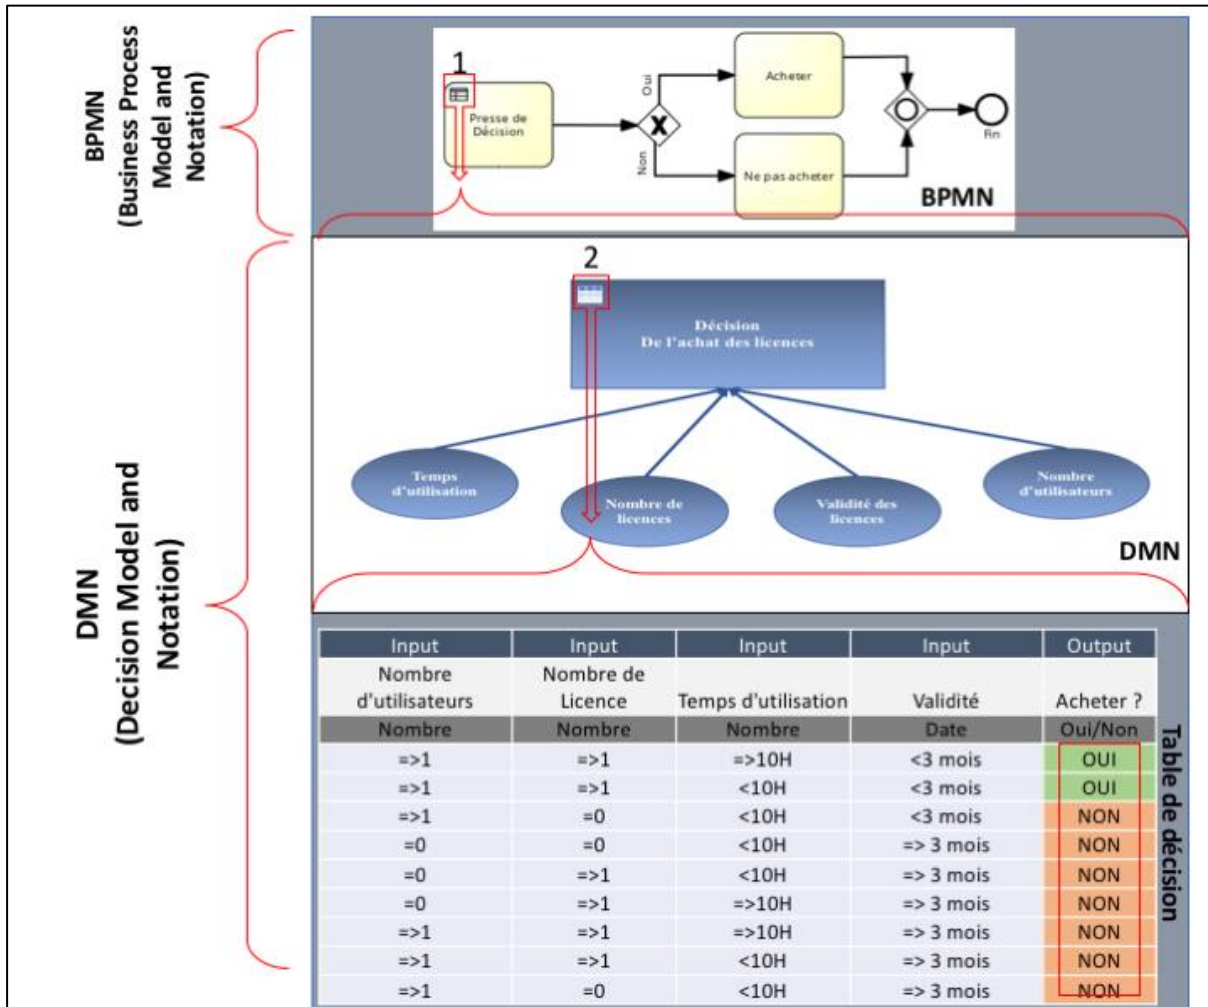 BPMN
(Business Process
Model and
Notation)
1
Presse de
Décision
X
Oui
Non
Acheter
Ne pas acheter
Fin
BPMN
DMN
(Decision Model and
Notation)
2
Décision
De l'achat des licences
Temps
d'utilisation
Nombre de
licences
Validité des
licences
Nombre
d'utilisateurs
DMN
Input Input Input Input Output
Nombre d'utilisateurs Nombre de Licence Temps d'utilisation Validité Acheter ?
Nombre Nombre Nombre Date Oui/Non
=>1 =>1 =>10H <3 mois OUI
=>1 =>1 <10H <3 mois OUI
=>1 =0 <10H <3 mois NON
=0 =0 <10H => 3 mois NON
=0 =>1 <10H => 3 mois NON
=0 =>1 =>10H => 3 mois NON
=>1 =>1 =>10H => 3 mois NON
=>1 =>1 <10H => 3 mois NON
=>1 =0 <10H => 3 mois NON
Table de décision